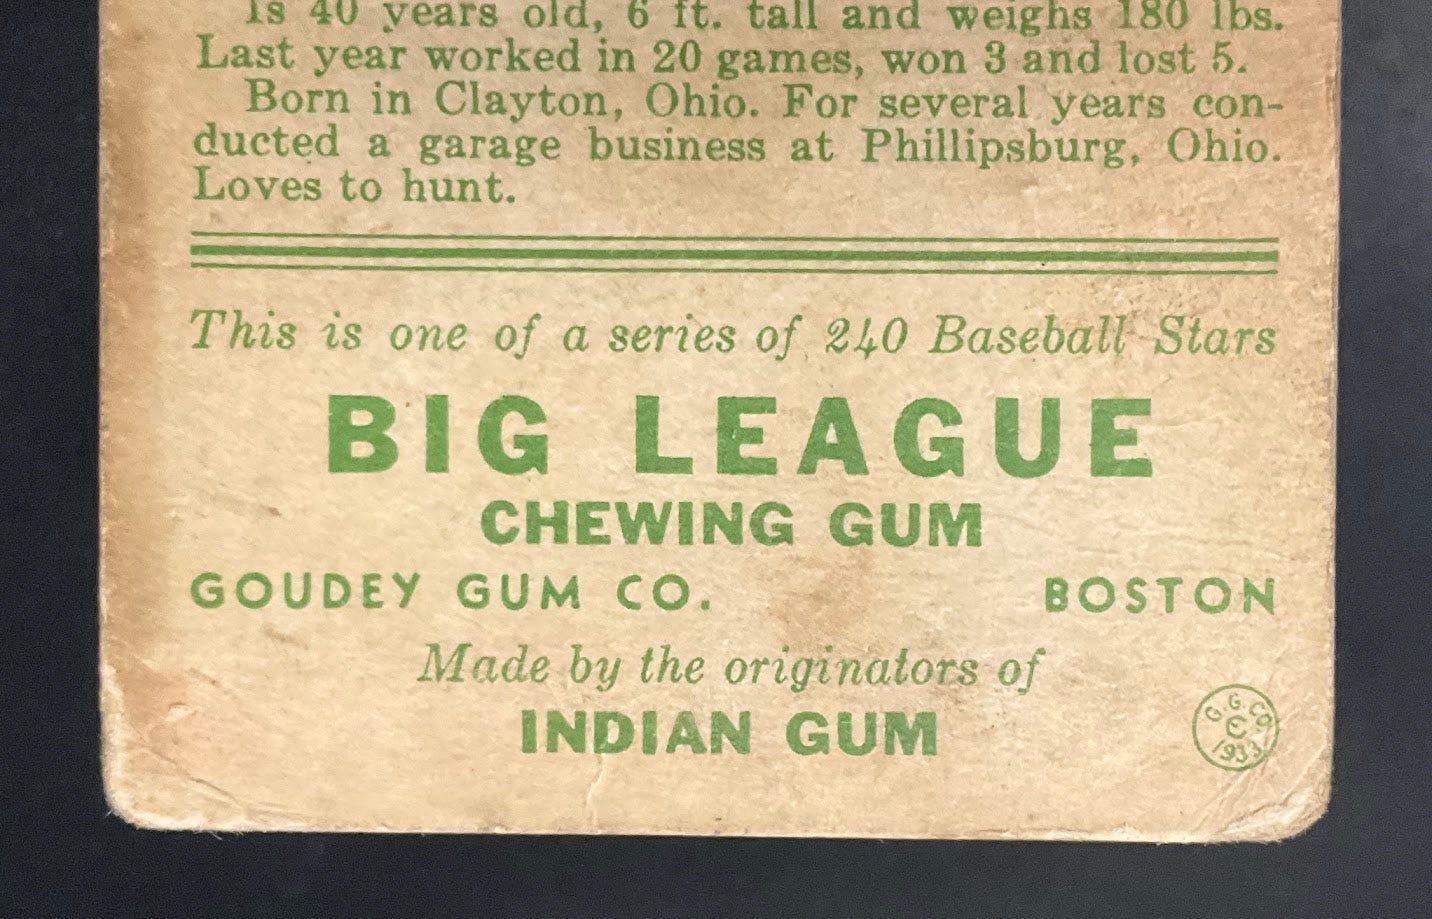 Is 40 years old, 6 ft. tall and weighs 180 lbs.
Last year worked in 20 games, won 3 and lost 5.
Born in Clayton, Ohio. For several years con-
ducted a garage business at Phillipsburg, Ohio.
Loves to hunt.
This is one of a series of 240 Baseball Stars
BIG LEAGUE
CHEWING GUM
GOUDEY GUM CO. BOSTON
Made by the originators of
INDIAN GUM
G. G. CO.
C
1933